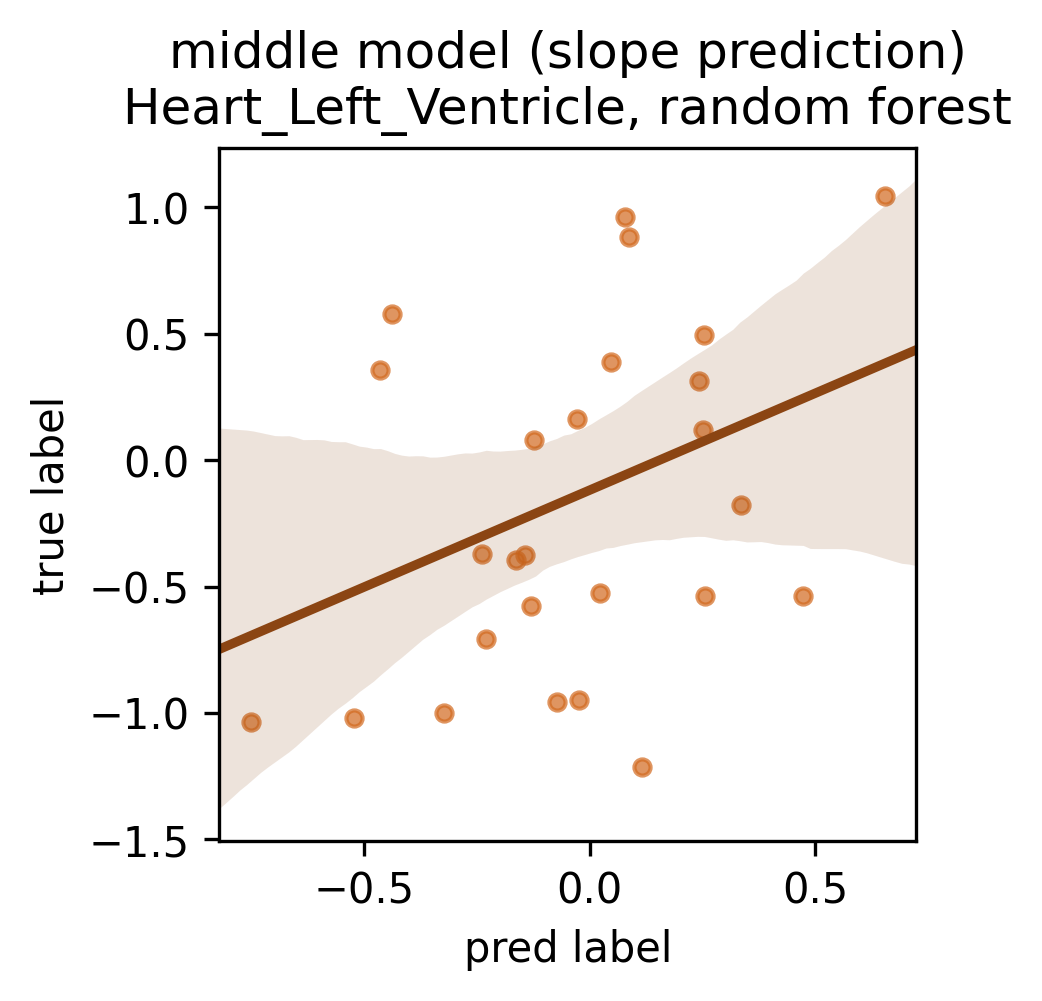 middle model (slope prediction)
Heart_Left_Ventricle, random forest
1.0
0.5
0.0
−0.5
−1.0
−1.5
true label
−0.5
0.0
0.5
pred label